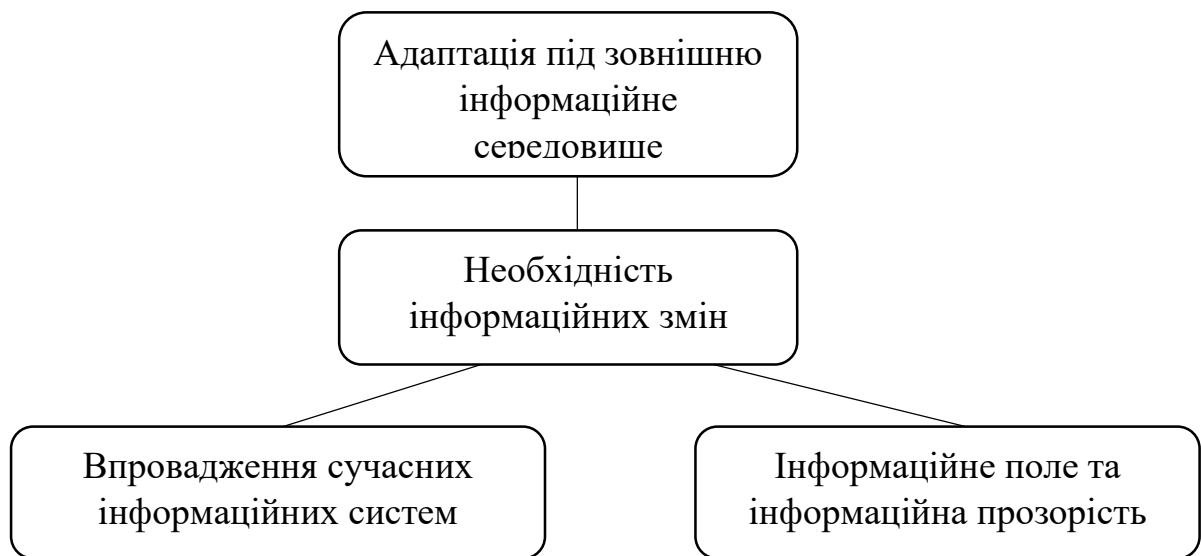 Адаптація під зовнішню
інформаційне
середовище
Необхідність
інформаційних змін
Впровадження сучасних
інформаційних систем
Інформаційне поле та
інформаційна прозорість